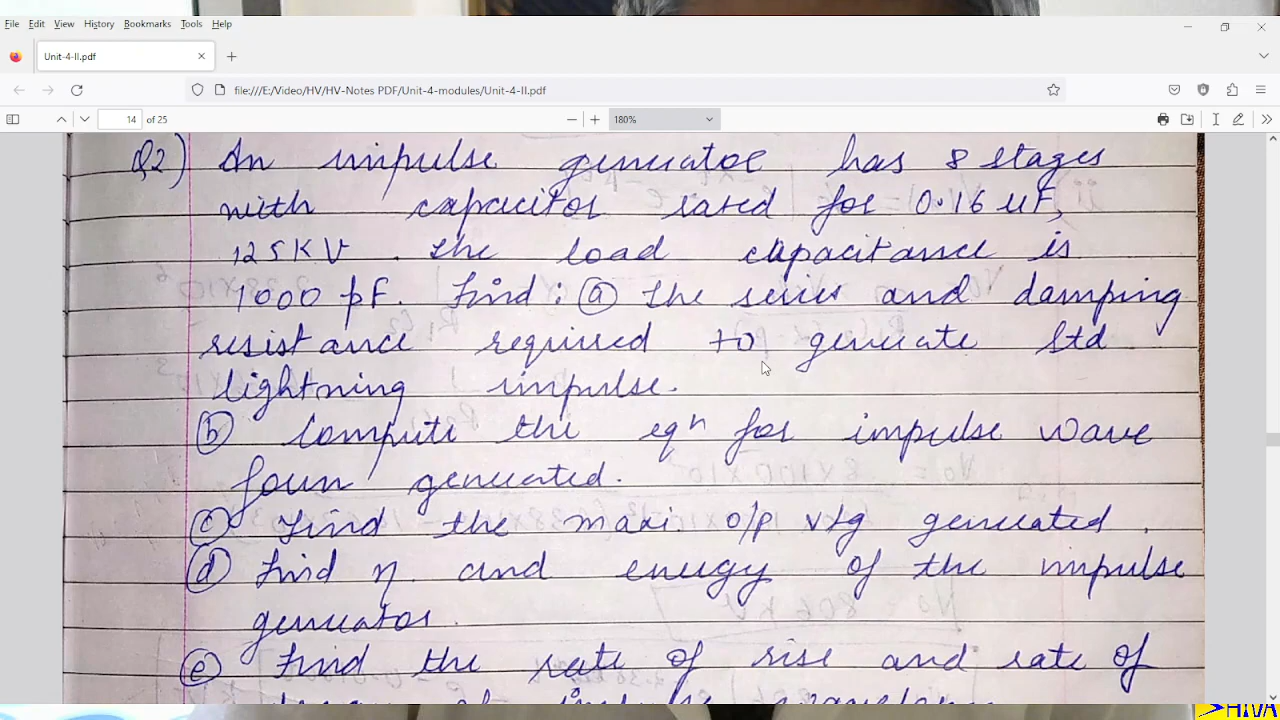 File Edit View History Bookmarks Tools Help
Unit-4-II.pdf
file:///E:/Video/HV/HV-Notes PDF/Unit-4-modules/Unit-4-II.pdf
14 of 25
180%
Q2) An impulse generator has 8 stages
with capacitor rated for 0.16 uF,
125KV. The load capacitance is
1000 pF. Find: (a) the series and damping
resistance required to generate std
lightning impulse.
(b) Compute the eqn for impulse wave
form generated.
(c) Find the maxi. o/p v/g generated.
(d) Find η and energy of the impulse
generator.
(e) Find the rate of rise and rate of
SHIVA